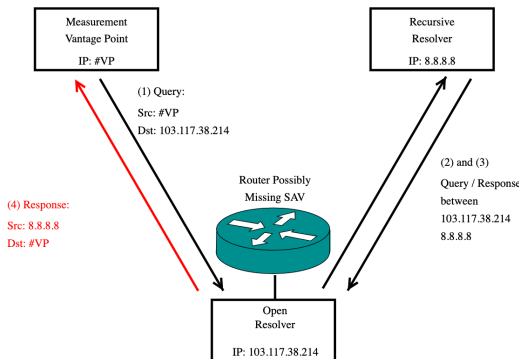 Measurement
Vantage Point
IP: #VP
Recursive
Resolver
IP: 8.8.8.8
(1) Query:
Src: #VP
Dst: 103.117.38.214
(2) and (3)
Query / Response
between
103.117.38.214
8.8.8.8
Router Possibly
Missing SAV
(4) Response:
Src: 8.8.8.8
Dst: #VP
Open
Resolver
IP: 103.117.38.214